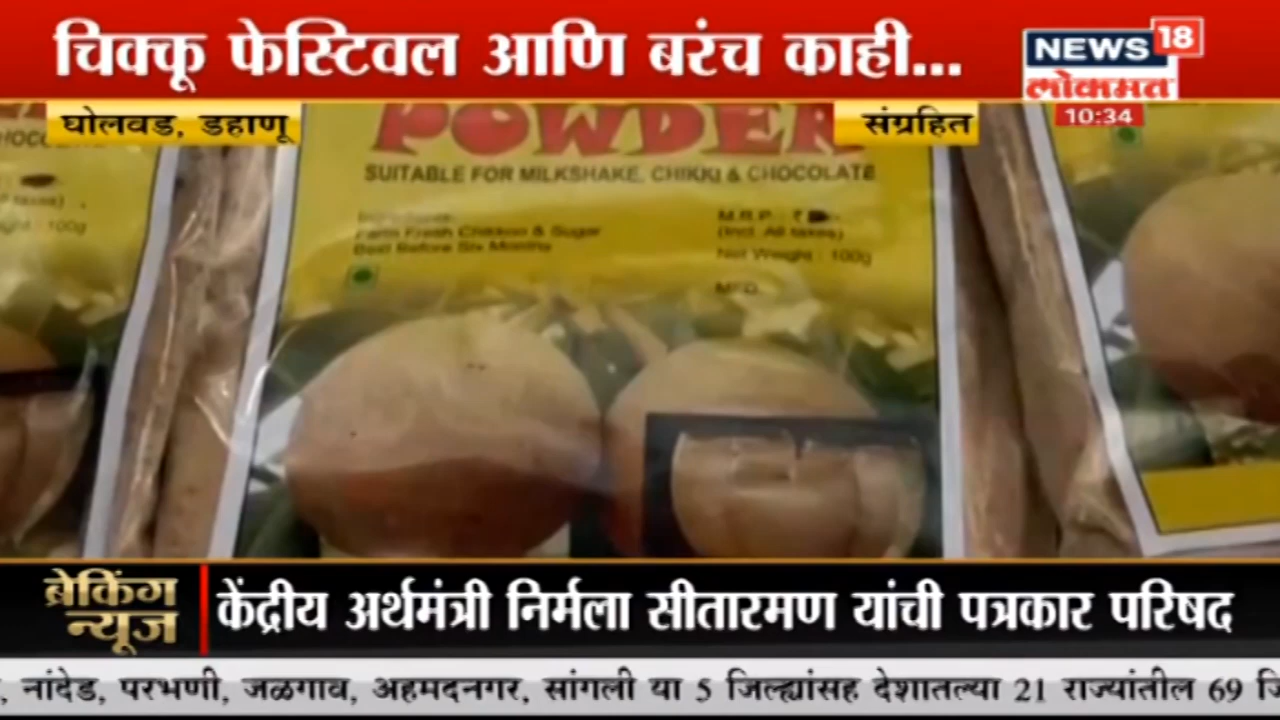 चिक्कू फेस्टिवल आणि बरंच काही...
NEWS 18
लोकमत
10:34
घोलवड, डहाणू
संग्रहित
POWDER
SUITABLE FOR MILKSHAKE, CHIKKI & CHOCOLATE
Ingredients:
Farm Fresh Chikkoo & Sugar
Best Before Six Months
M.R.P. : ₹
(Incl. All taxes)
Net Weight : 100g
MFD.
ब्रेकिंग न्यूज
केंद्रीय अर्थमंत्री निर्मला सीतारमण यांची पत्रकार परिषद
, नांदेड, परभणी, जळगाव, अहमदनगर, सांगली या 5 जिल्ह्यांसह देशातल्या 21 राज्यांतील 69